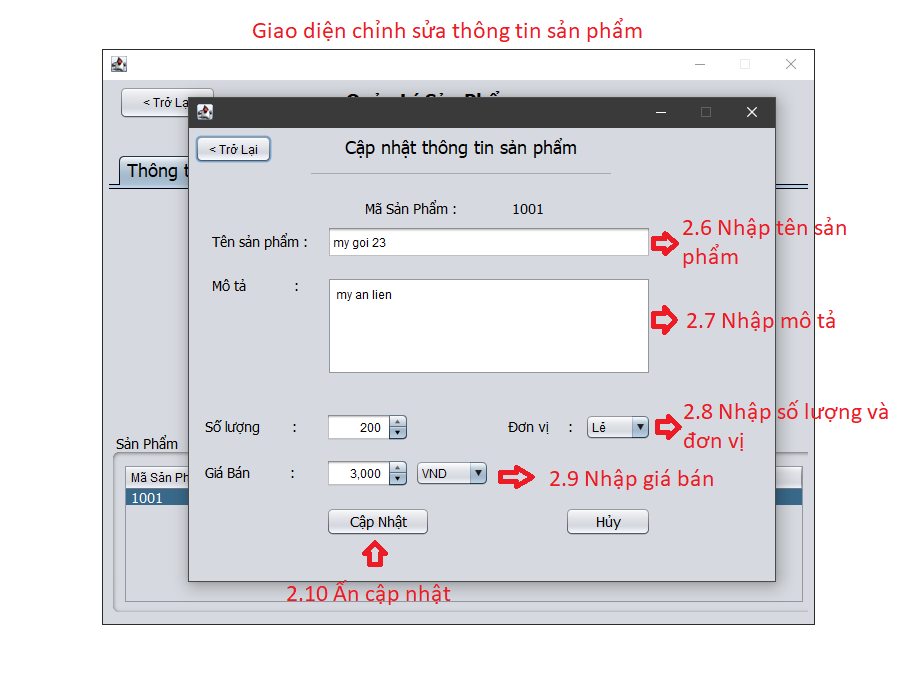 Giao diện chỉnh sửa thông tin sản phẩm
< Trở Lạ
< Trở Lại
Cập nhật thông tin sản phẩm
Thông t
Mã Sản Phẩm : 1001
Tên sản phẩm : my goi 23
2.6 Nhập tên sản
phẩm
Mô tả : my an lien
2.7 Nhập mô tả
Số lượng : 200 Đơn vị : Lẻ
2.8 Nhập số lượng và
đơn vị
Sản Phẩm
Giá Bán : 3,000 VND
2.9 Nhập giá bán
Mã Sản Ph
1001
Cập Nhật Hủy
2.10 Ấn cập nhật